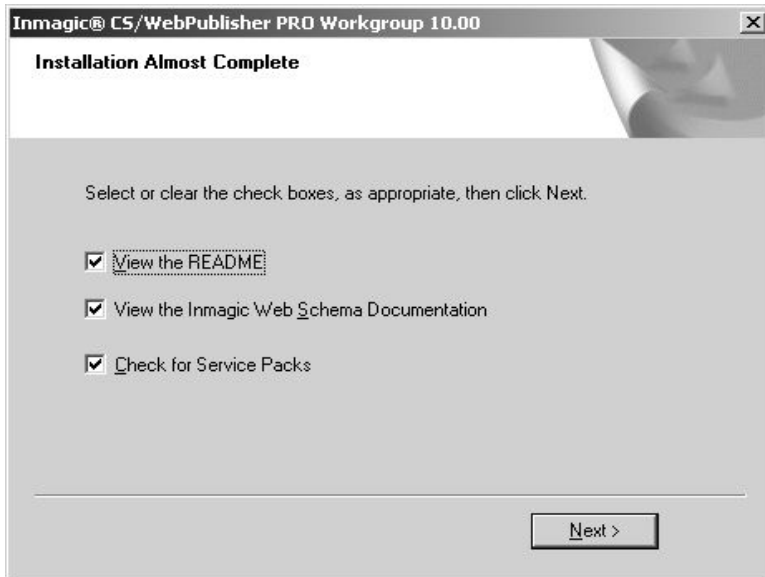 Inmagic® CS/WebPublisher PRO Workgroup 10.00
Installation Almost Complete
Select or clear the check boxes, as appropriate, then click Next.
View the README
View the Inmagic Web Schema Documentation
Check for Service Packs
Next >